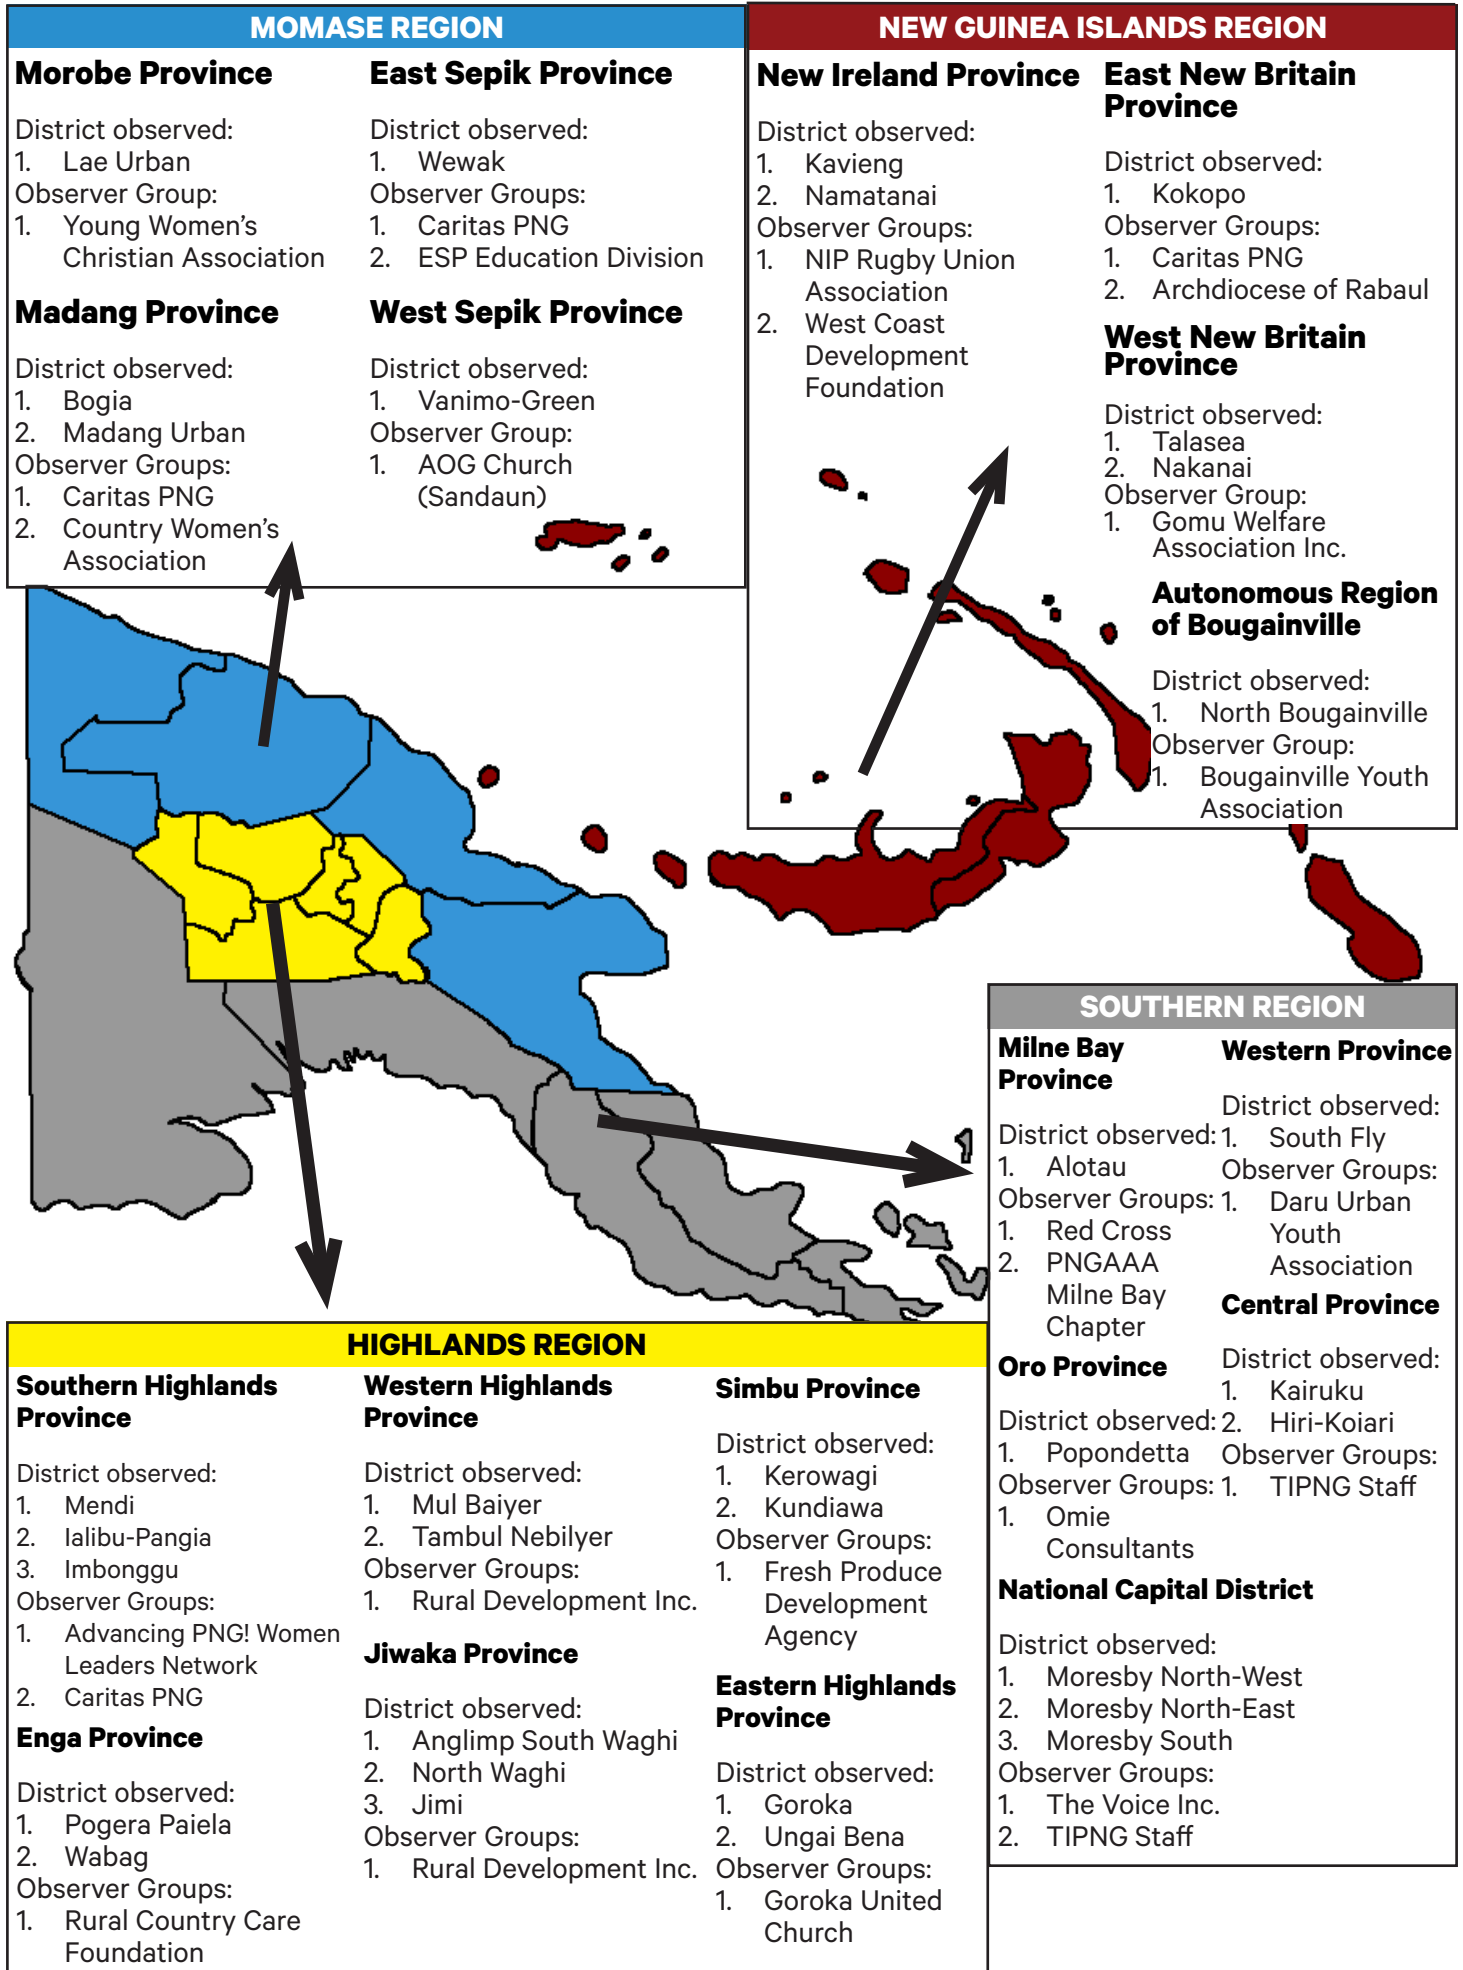 MOMASE REGION
Morobe Province
District observed:
1. Lae Urban
Observer Group:
1. Young Women's
Christian Association
Madang Province
District observed:
1. Bogia
2. Madang Urban
Observer Groups:
1. Caritas PNG
2. Country Women's
Association
East Sepik Province
District observed:
1. Wewak
Observer Groups:
1. Caritas PNG
2. ESP Education Division
West Sepik Province
District observed:
1. Vanimo-Green
Observer Group:
1. AOG Church
(Sandaun)
NEW GUINEA ISLANDS REGION
New Ireland Province
District observed:
1. Kavieng
2. Namatanai
Observer Groups:
1. NIP Rugby Union
Association
2. West Coast
Development
Foundation
East New Britain
Province
District observed:
1. Kokopo
Observer Groups:
1. Caritas PNG
2. Archdiocese of Rabaul
West New Britain
Province
District observed:
1. Talasea
2. Nakanai
Observer Group:
1. Gomu Welfare
Association Inc.
Autonomous Region
of Bougainville
District observed:
1. North Bougainville
Observer Group:
1. Bougainville Youth
Association
SOUTHERN REGION
Milne Bay
Province
District observed:
1. Alotau
Observer Groups:
1. Red Cross
2. PNGAAA
Milne Bay
Chapter
Oro Province
District observed:
1. Popondetta
Observer Groups:
1. Omie
Consultants
Western Province
District observed:
1. South Fly
Observer Groups:
1. Daru Urban
Youth
Association
Central Province
District observed:
1. Kairuku
2. Hiri-Koiari
Observer Groups:
1. TIPNG Staff
National Capital District
District observed:
1. Moresby North-West
2. Moresby North-East
3. Moresby South
Observer Groups:
1. The Voice Inc.
2. TIPNG Staff
HIGHLANDS REGION
Southern Highlands
Province
District observed:
1. Mendi
2. Ialibu-Pangia
3. Imbonggu
Observer Groups:
1. Advancing PNG! Women
Leaders Network
2. Caritas PNG
Enga Province
District observed:
1. Pogera Paiela
2. Wabag
Observer Groups:
1. Rural Country Care
Foundation
Western Highlands
Province
District observed:
1. Mul Baiyer
2. Tambul Nebilyer
Observer Groups:
1. Rural Development Inc.
Jiwaka Province
District observed:
1. Anglimp South Waghi
2. North Waghi
3. Jimi
Observer Groups:
1. Rural Development Inc.
Simbu Province
District observed:
1. Kerowagi
2. Kundiawa
Observer Groups:
1. Fresh Produce
Development
Agency
Eastern Highlands
Province
District observed:
1. Goroka
2. Ungai Bena
Observer Groups:
1. Goroka United
Church